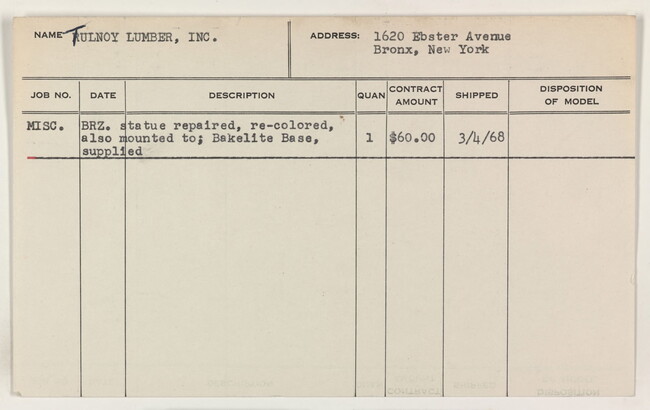 NAME TULNOY LUMBER, INC. ADDRESS: 1620 Ebster Avenue
Bronx, New York
JOB NO. DATE DESCRIPTION QUAN CONTRACT AMOUNT SHIPPED DISPOSITION OF MODEL
MISC. BRZ. statue repaired, re-colored,
also mounted to; Bakelite Base, 1 $60.00 3/4/68
supplied